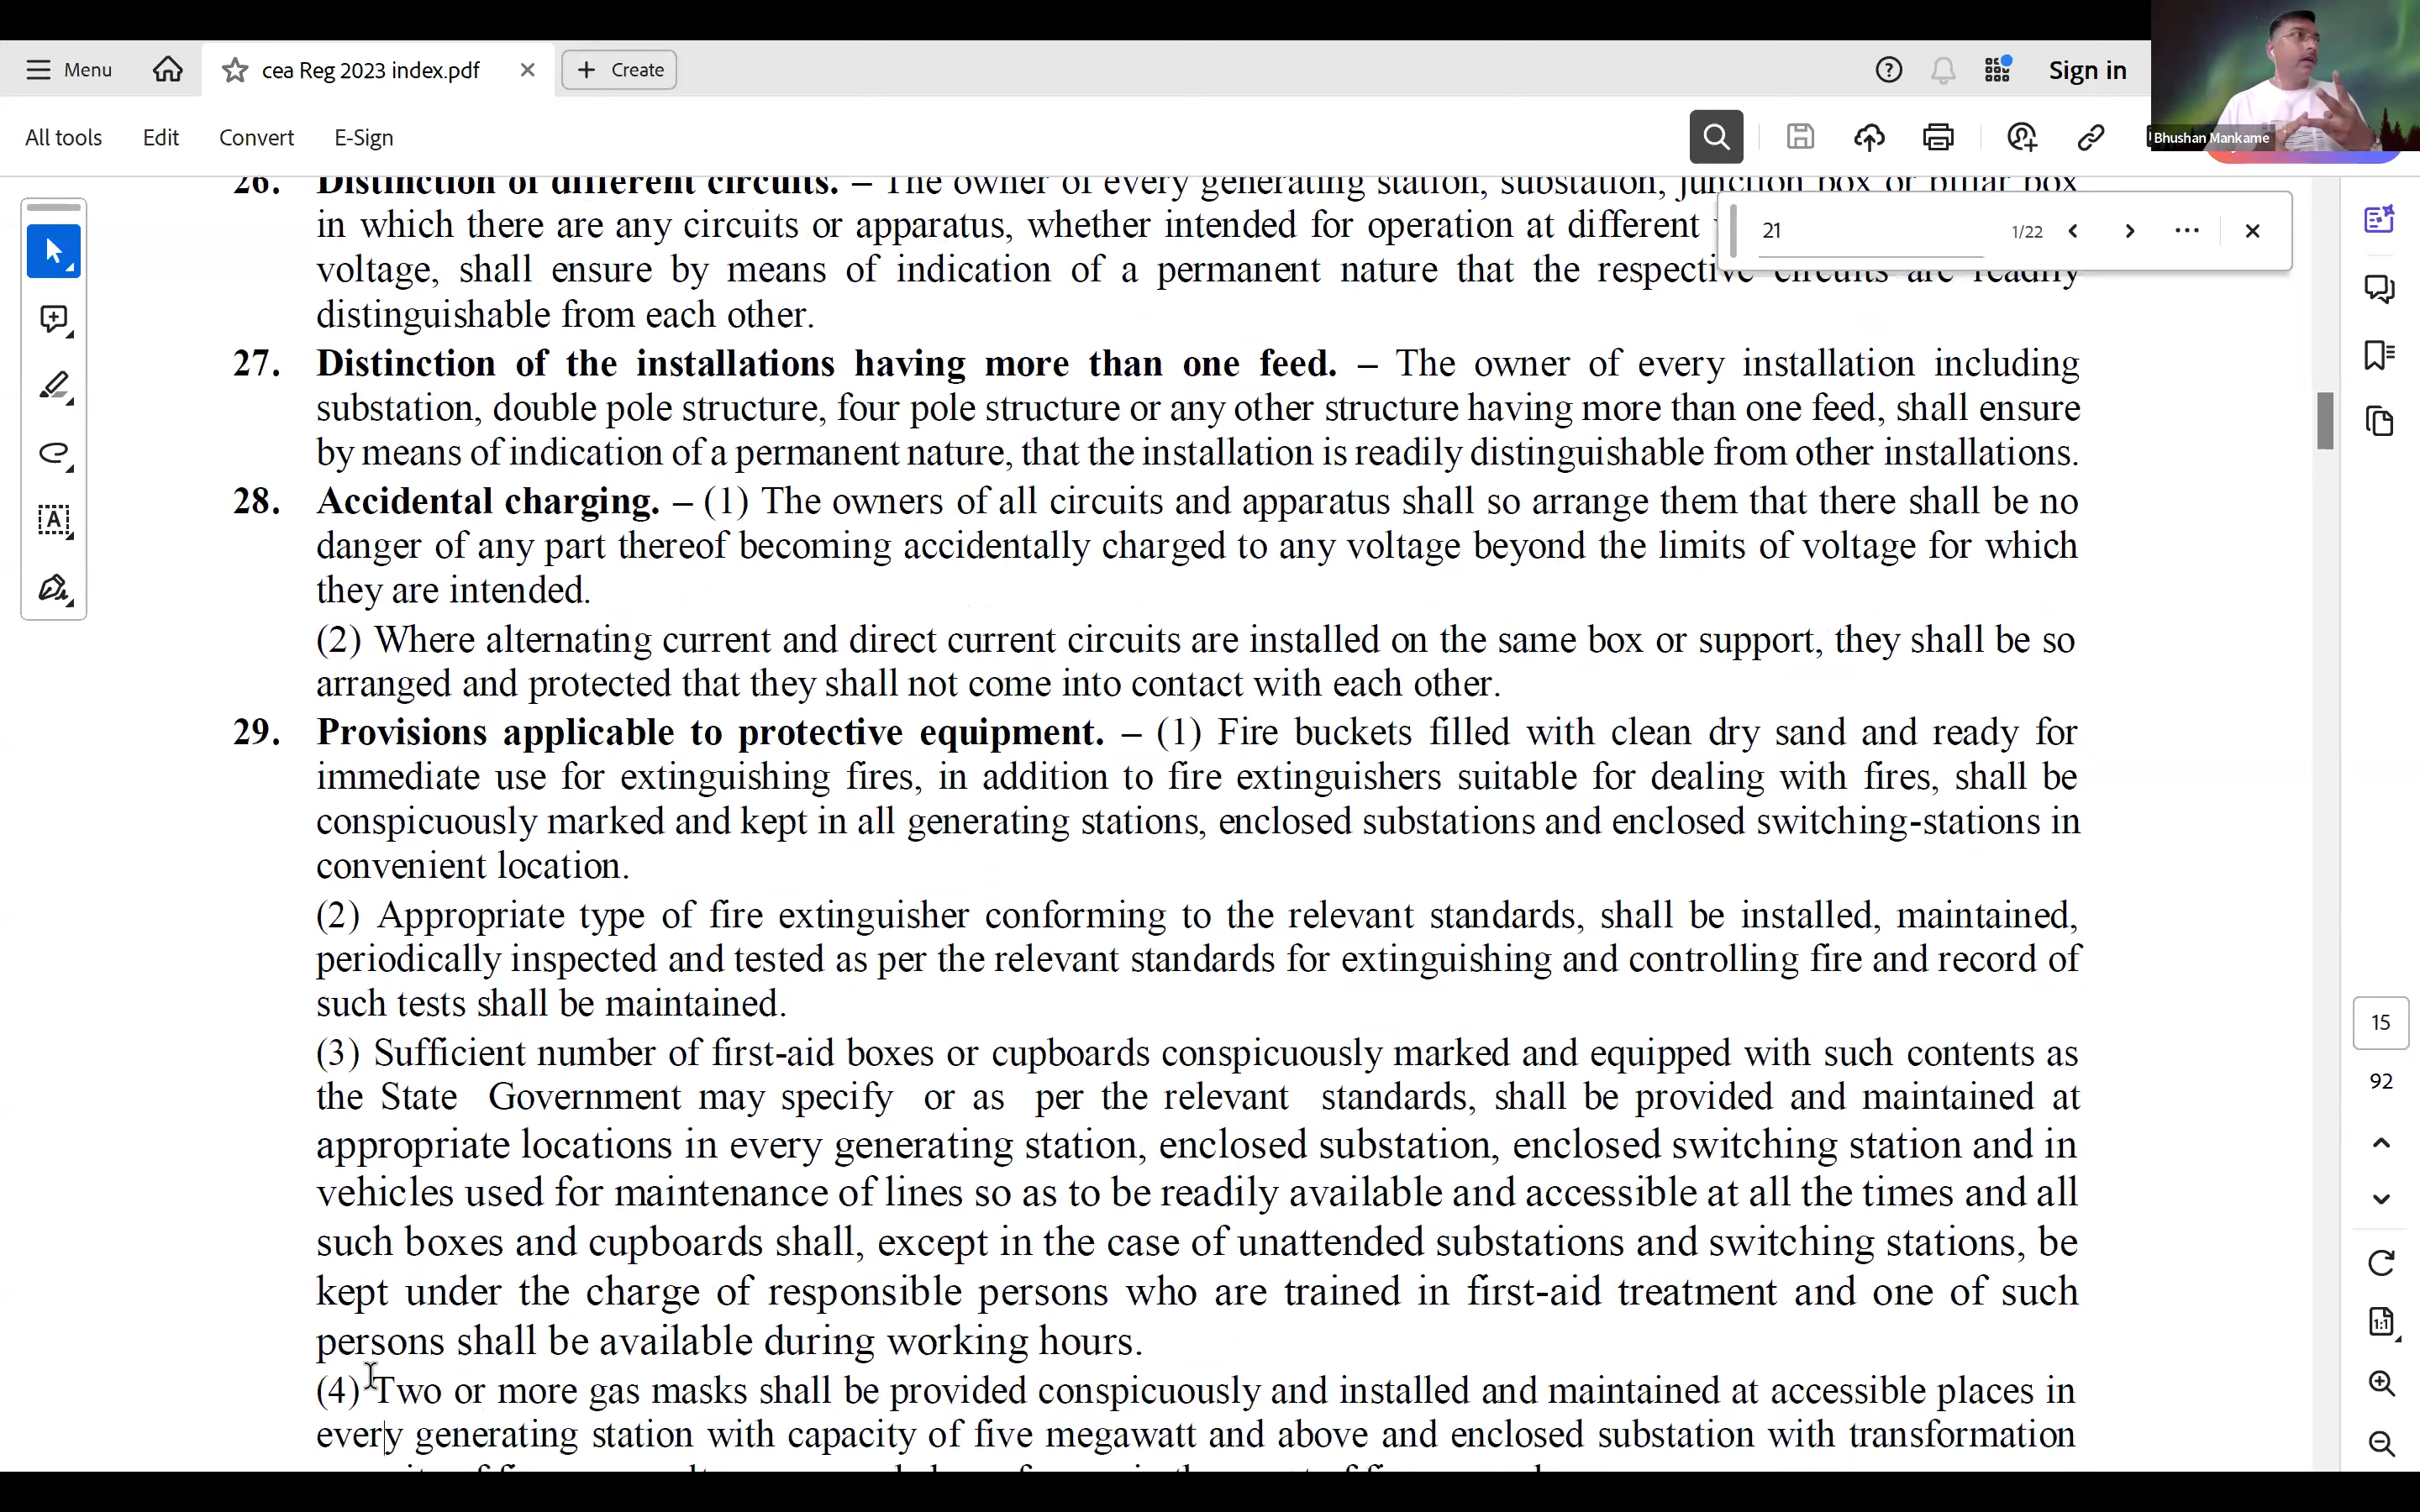 Menu
cea Reg 2023 index.pdf
Create
Sign in
All tools
Edit
Convert
E-Sign
Bhushan Mankame
21
1/22
26. Distinction of different circuits. – The owner of every generating station, substation, junction box or pillar box
in which there are any circuits or apparatus, whether intended for operation at different
voltage, shall ensure by means of indication of a permanent nature that the respective circuits are readily
distinguishable from each other.
27. Distinction of the installations having more than one feed. – The owner of every installation including
substation, double pole structure, four pole structure or any other structure having more than one feed, shall ensure
by means of indication of a permanent nature, that the installation is readily distinguishable from other installations.
28. Accidental charging. – (1) The owners of all circuits and apparatus shall so arrange them that there shall be no
danger of any part thereof becoming accidentally charged to any voltage beyond the limits of voltage for which
they are intended.
(2) Where alternating current and direct current circuits are installed on the same box or support, they shall be so
arranged and protected that they shall not come into contact with each other.
29. Provisions applicable to protective equipment. – (1) Fire buckets filled with clean dry sand and ready for
immediate use for extinguishing fires, in addition to fire extinguishers suitable for dealing with fires, shall be
conspicuously marked and kept in all generating stations, enclosed substations and enclosed switching-stations in
convenient location.
(2) Appropriate type of fire extinguisher conforming to the relevant standards, shall be installed, maintained,
periodically inspected and tested as per the relevant standards for extinguishing and controlling fire and record of
such tests shall be maintained.
(3) Sufficient number of first-aid boxes or cupboards conspicuously marked and equipped with such contents as
the State Government may specify or as per the relevant standards, shall be provided and maintained at
appropriate locations in every generating station, enclosed substation, enclosed switching station and in
vehicles used for maintenance of lines so as to be readily available and accessible at all the times and all
such boxes and cupboards shall, except in the case of unattended substations and switching stations, be
kept under the charge of responsible persons who are trained in first-aid treatment and one of such
persons shall be available during working hours.
(4) Two or more gas masks shall be provided conspicuously and installed and maintained at accessible places in
every generating station with capacity of five megawatt and above and enclosed substation with transformation
15
92